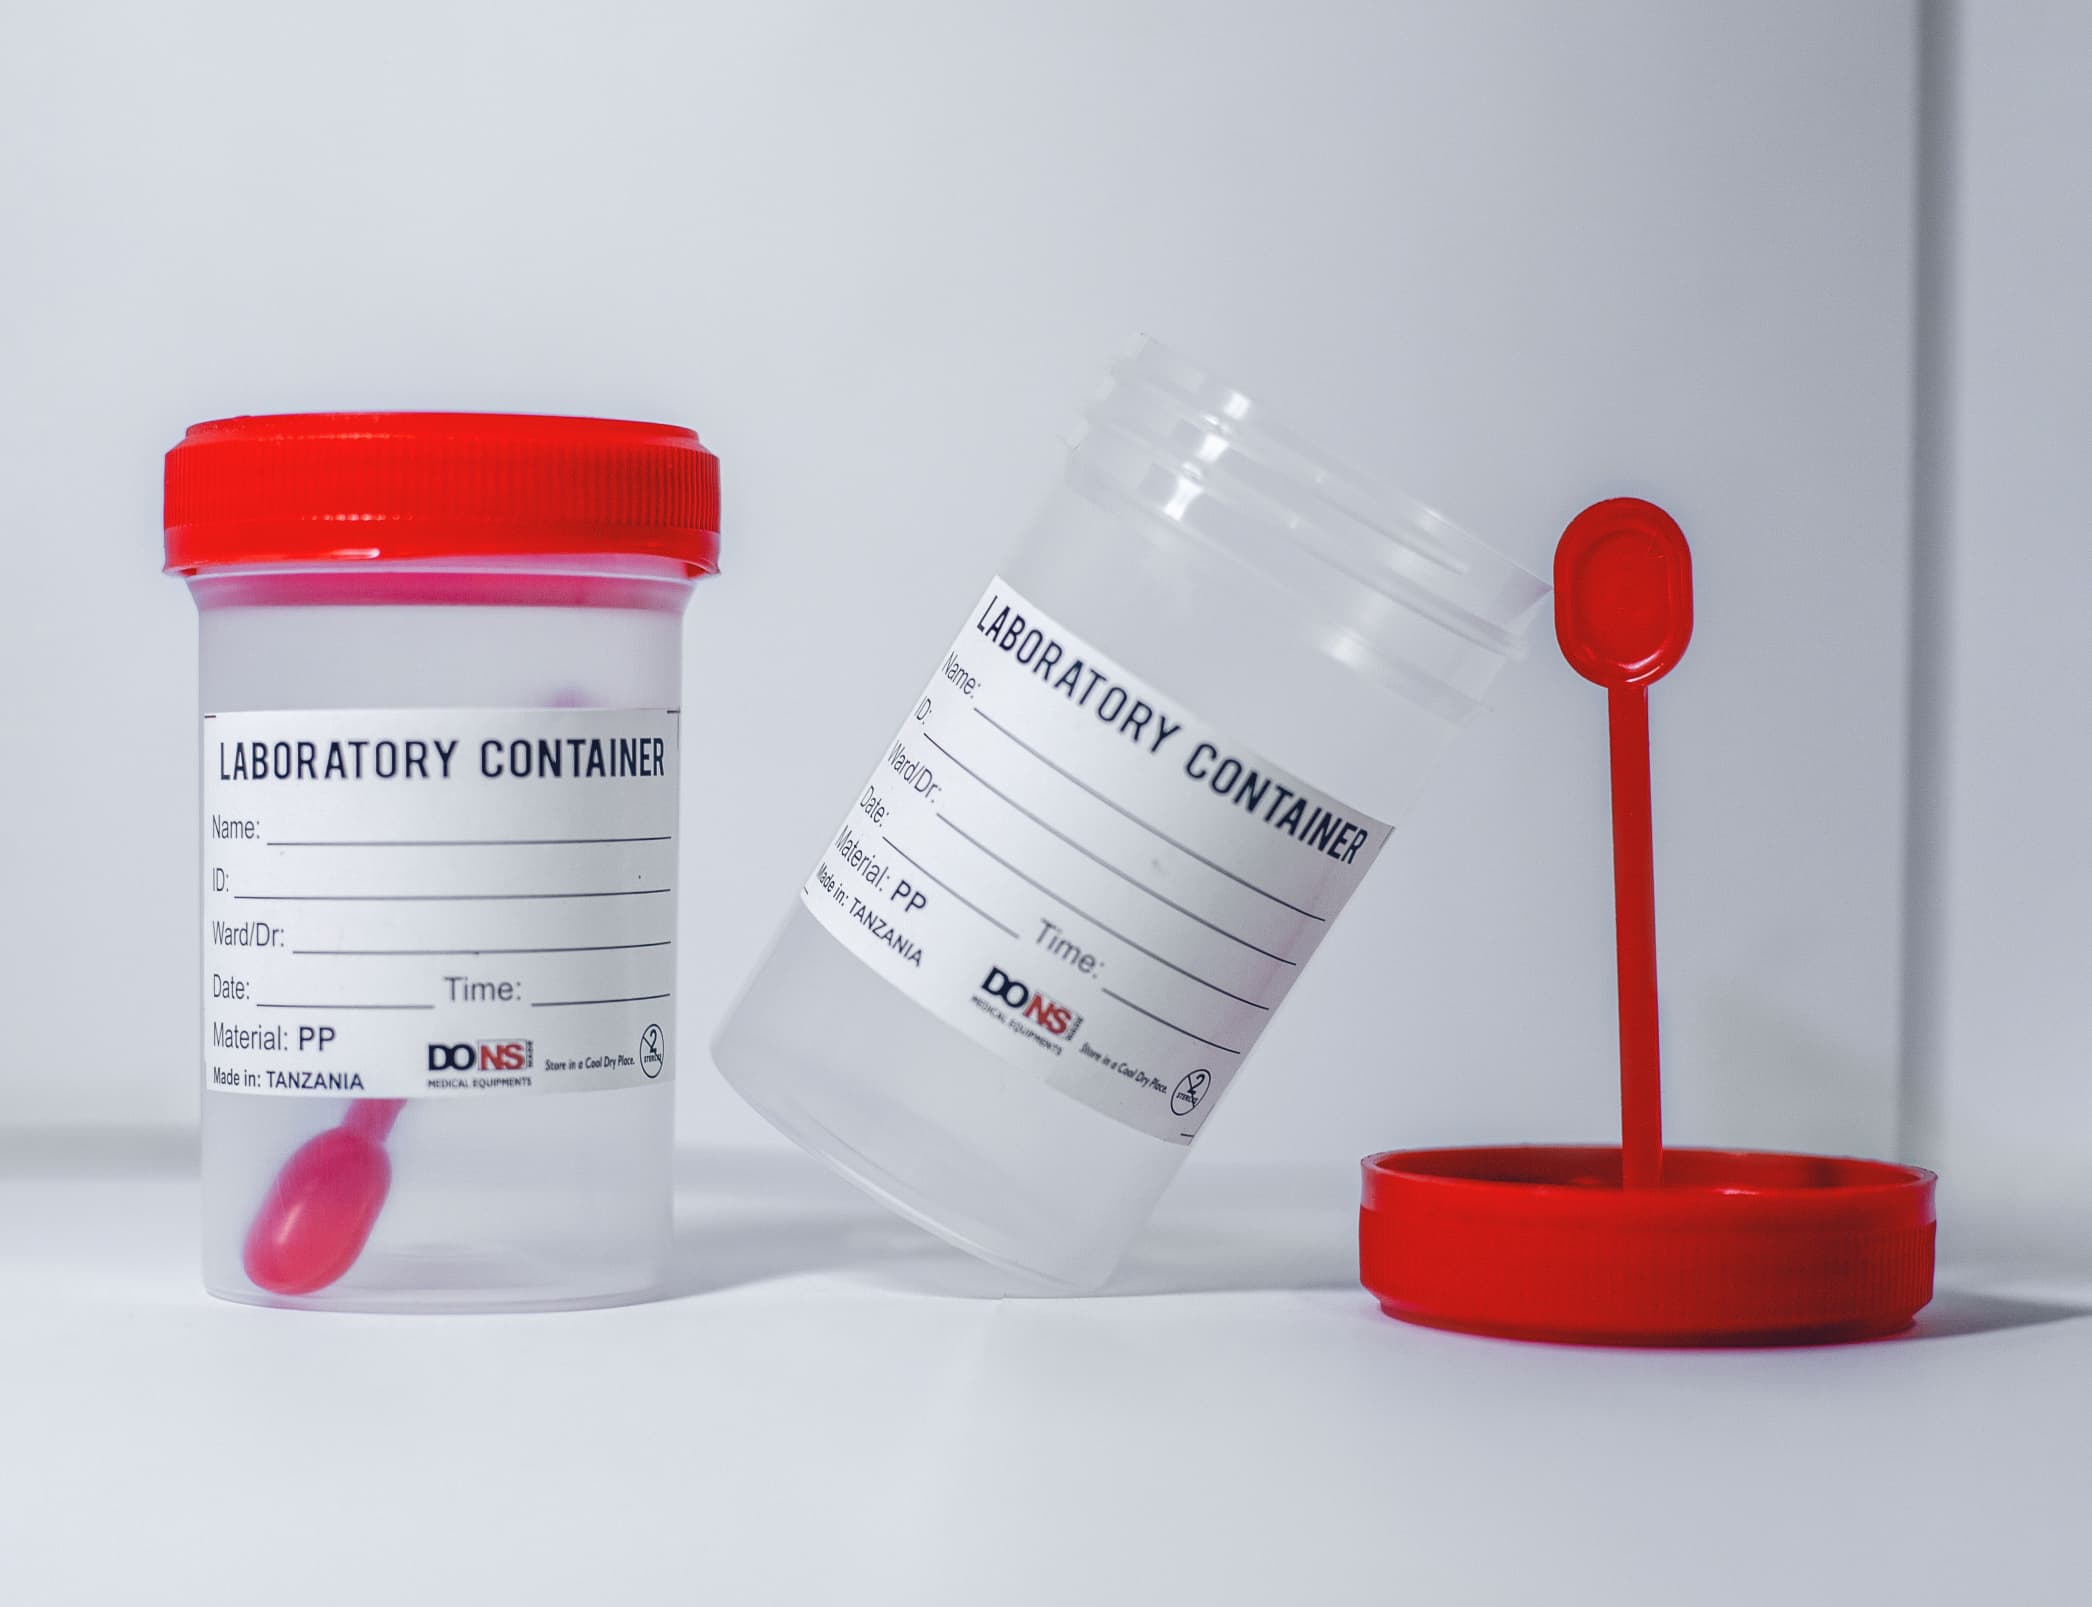 LABORATORY CONTAINER
Name:
ID:
Ward/Dr:
Date: Time:
Material: PP
Made in: TANZANIA
DONS
MEDICAL EQUIPMENTS
Store in a Cool Dry Place.
2
LABORATORY CONTAINER
Name:
ID:
Ward/Dr:
Date: Time:
Material: PP
Made in: TANZANIA
DONS
MEDICAL EQUIPMENTS
Store in a Cool Dry Place.
2